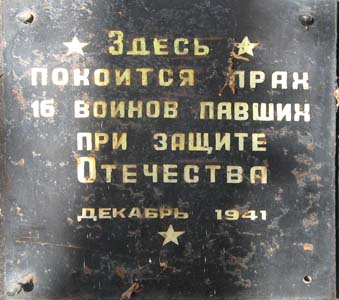 Здесь
покоится прах
16 воинов павших
при защите
Отечества
декабрь 1941